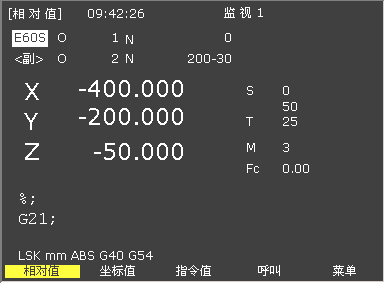 [相对值] 09:42:26 监视 1
E60S O 1 N 0
<副> O 2 N 200-30
X -400.000 S 0
50
Y -200.000 T 25
Z -50.000 M 3
Fc 0.00
%;
G21;
LSK mm ABS G40 G54
相对值 坐标值 指令值 呼叫 菜单